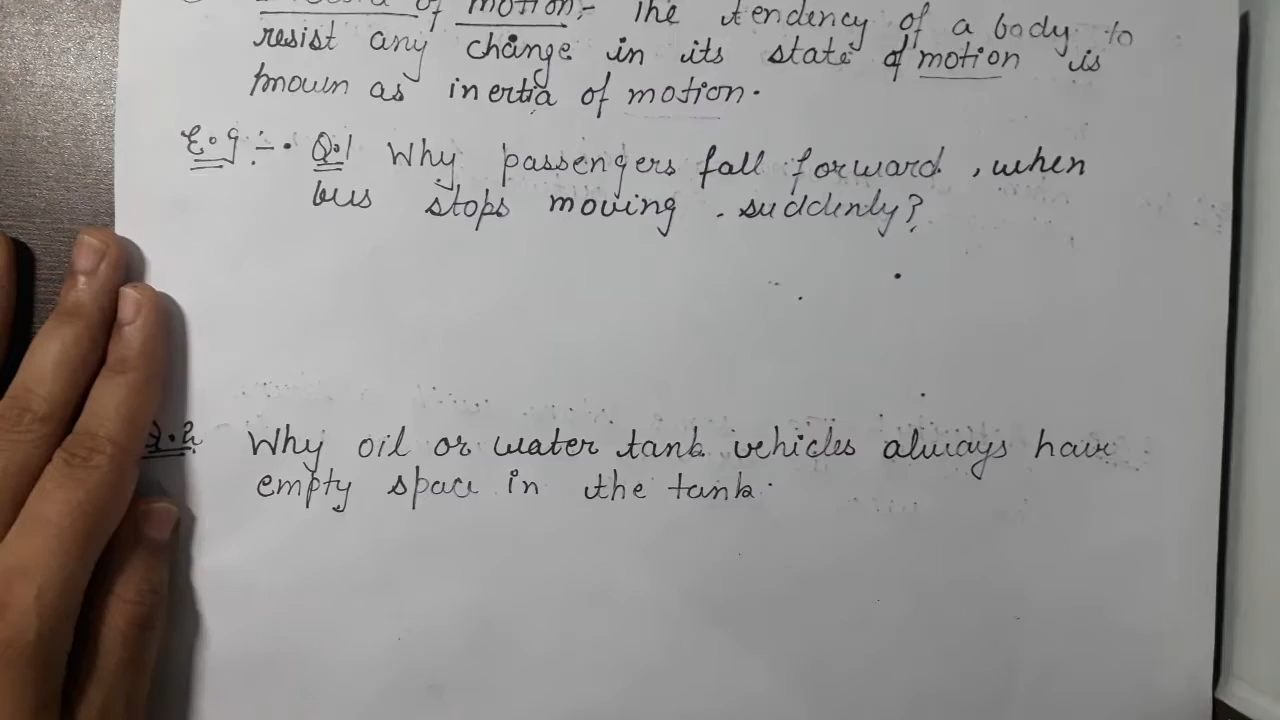 of motion:- The tendency of a body to
resist any change in its state of motion is
known as inertia of motion.
E.g :- • Q.1 Why passengers fall forward, when
bus stops moving . suddenly?
Q.2 Why oil or water tank vehicles always have
empty space in the tank.